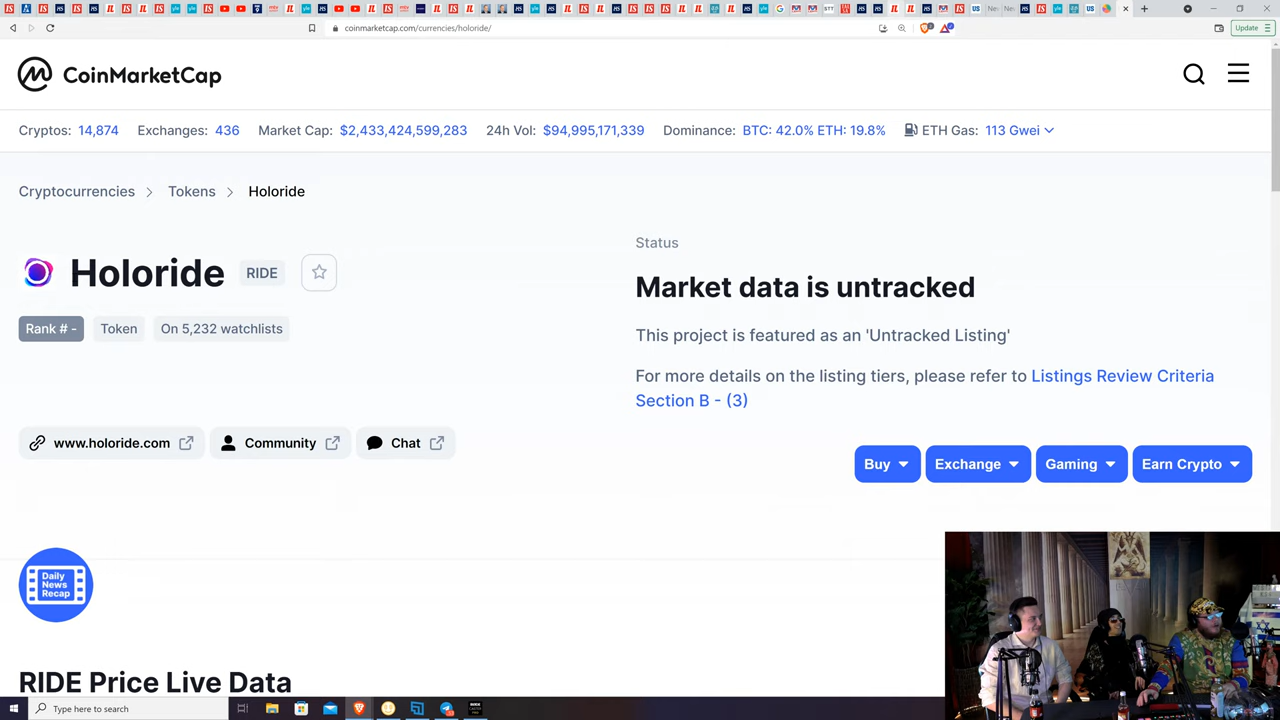 coinmarketcap.com/currencies/holoride/
Update
CoinMarketCap
Cryptos: 14,874 Exchanges: 436 Market Cap: $2,433,424,599,283 24h Vol: $94,995,171,339 Dominance: BTC: 42.0% ETH: 19.8% ETH Gas: 113 Gwei
Cryptocurrencies Tokens Holoride
Status
Holoride RIDE
Market data is untracked
Rank # - Token On 5,232 watchlists
This project is featured as an 'Untracked Listing'
For more details on the listing tiers, please refer to Listings Review Criteria
Section B - (3)
www.holoride.com Community Chat
Buy Exchange Gaming Earn Crypto
Daily
News
Recap
RIDE Price Live Data
Type here to search